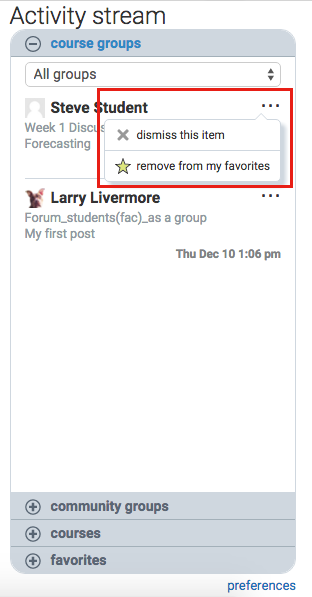 Activity stream
course groups
All groups
Steve Student
Week 1 Discus
Forecasting
dismiss this item
remove from my favorites
Larry Livermore
Forum_students(fac)_as a group
My first post
Thu Dec 10 1:06 pm
community groups
courses
favorites
preferences